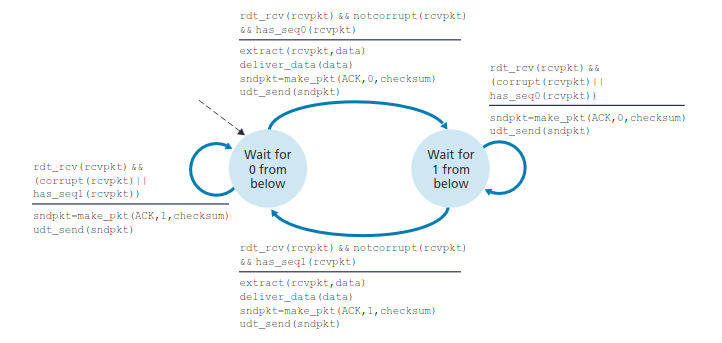 rdt_rcv(rcvpkt) && notcorrupt(rcvpkt)
&& has_seq0(rcvpkt)
extract(rcvpkt,data)
deliver_data(data)
sndpkt=make_pkt(ACK,0,checksum)
udt_send(sndpkt)
rdt_rcv(rcvpkt) &&
(corrupt(rcvpkt)||
has_seq0(rcvpkt))
sndpkt=make_pkt(ACK,0,checksum)
udt_send(sndpkt)
Wait for
0 from
below
Wait for
1 from
below
rdt_rcv(rcvpkt) &&
(corrupt(rcvpkt)||
has_seq1(rcvpkt))
sndpkt=make_pkt(ACK,1,checksum)
udt_send(sndpkt)
rdt_rcv(rcvpkt) && notcorrupt(rcvpkt)
&& has_seq1(rcvpkt)
extract(rcvpkt,data)
deliver_data(data)
sndpkt=make_pkt(ACK,1,checksum)
udt_send(sndpkt)